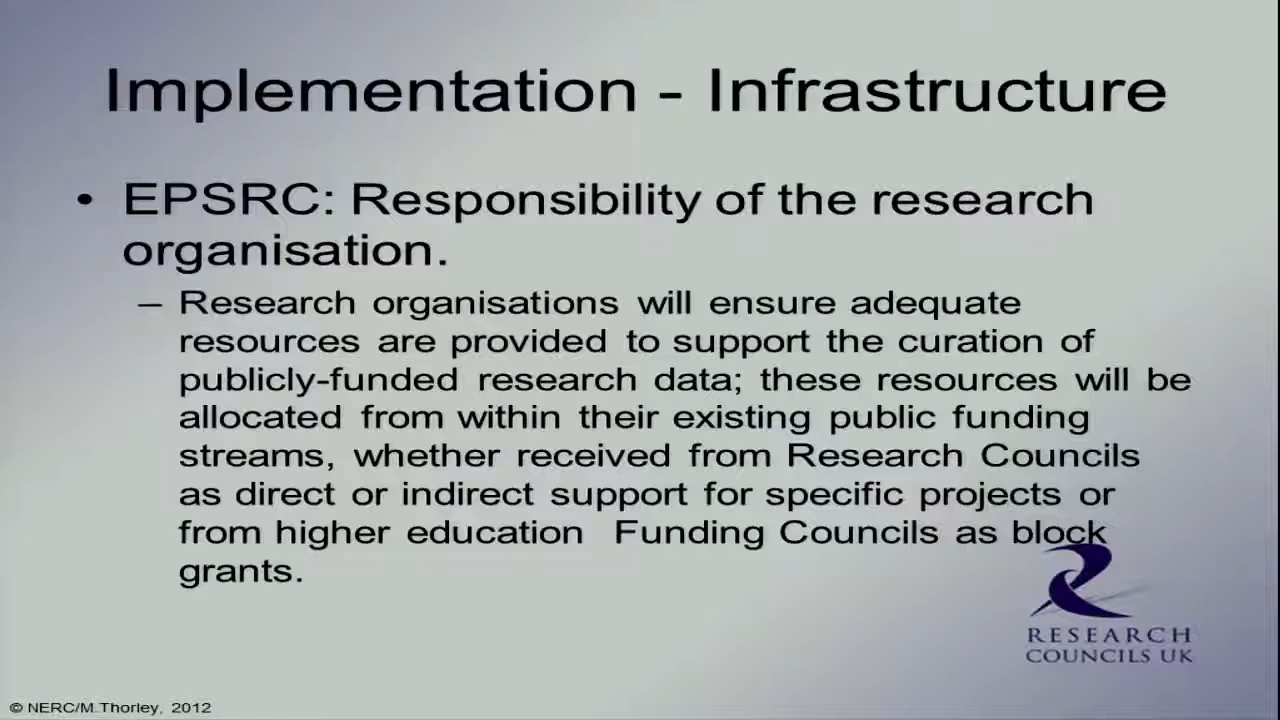 Implementation - Infrastructure
• EPSRC: Responsibility of the research
organisation.
– Research organisations will ensure adequate
resources are provided to support the curation of
publicly-funded research data; these resources will be
allocated from within their existing public funding
streams, whether received from Research Councils
as direct or indirect support for specific projects or
from higher education Funding Councils as block
grants.
RESEARCH
COUNCILS UK
© NERC/M.Thorley, 2012